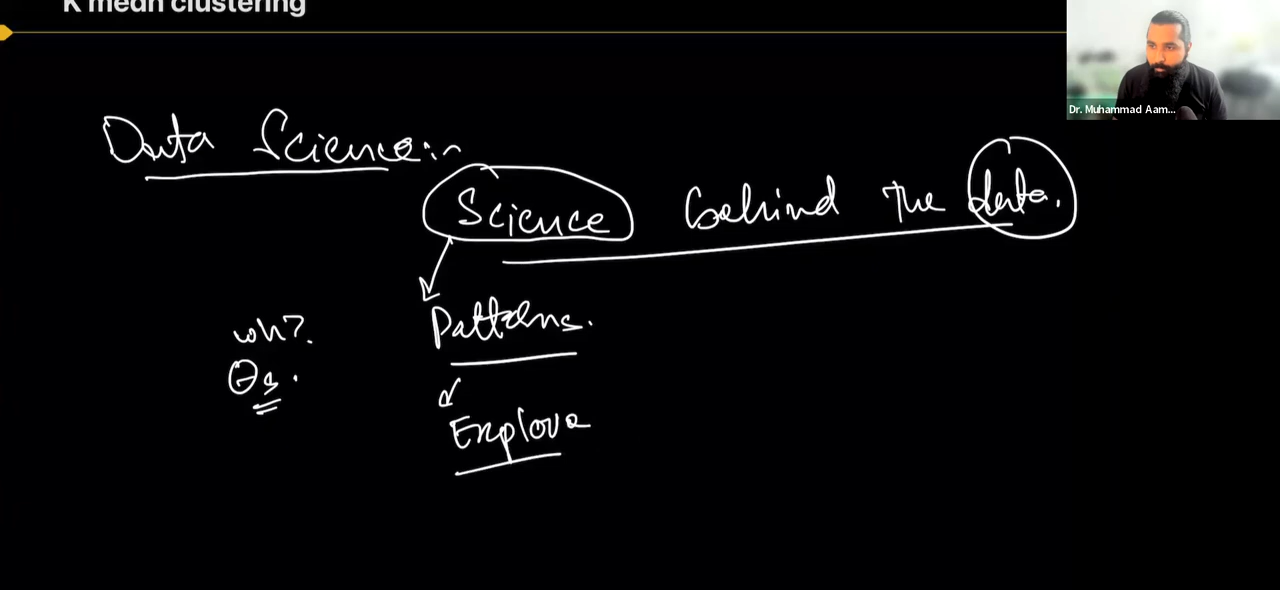 K mean clustering
Dr. Muhammad Aam...
Data Science:-
Science behind the data.
Patterns.
wh?
Qs.
Explore